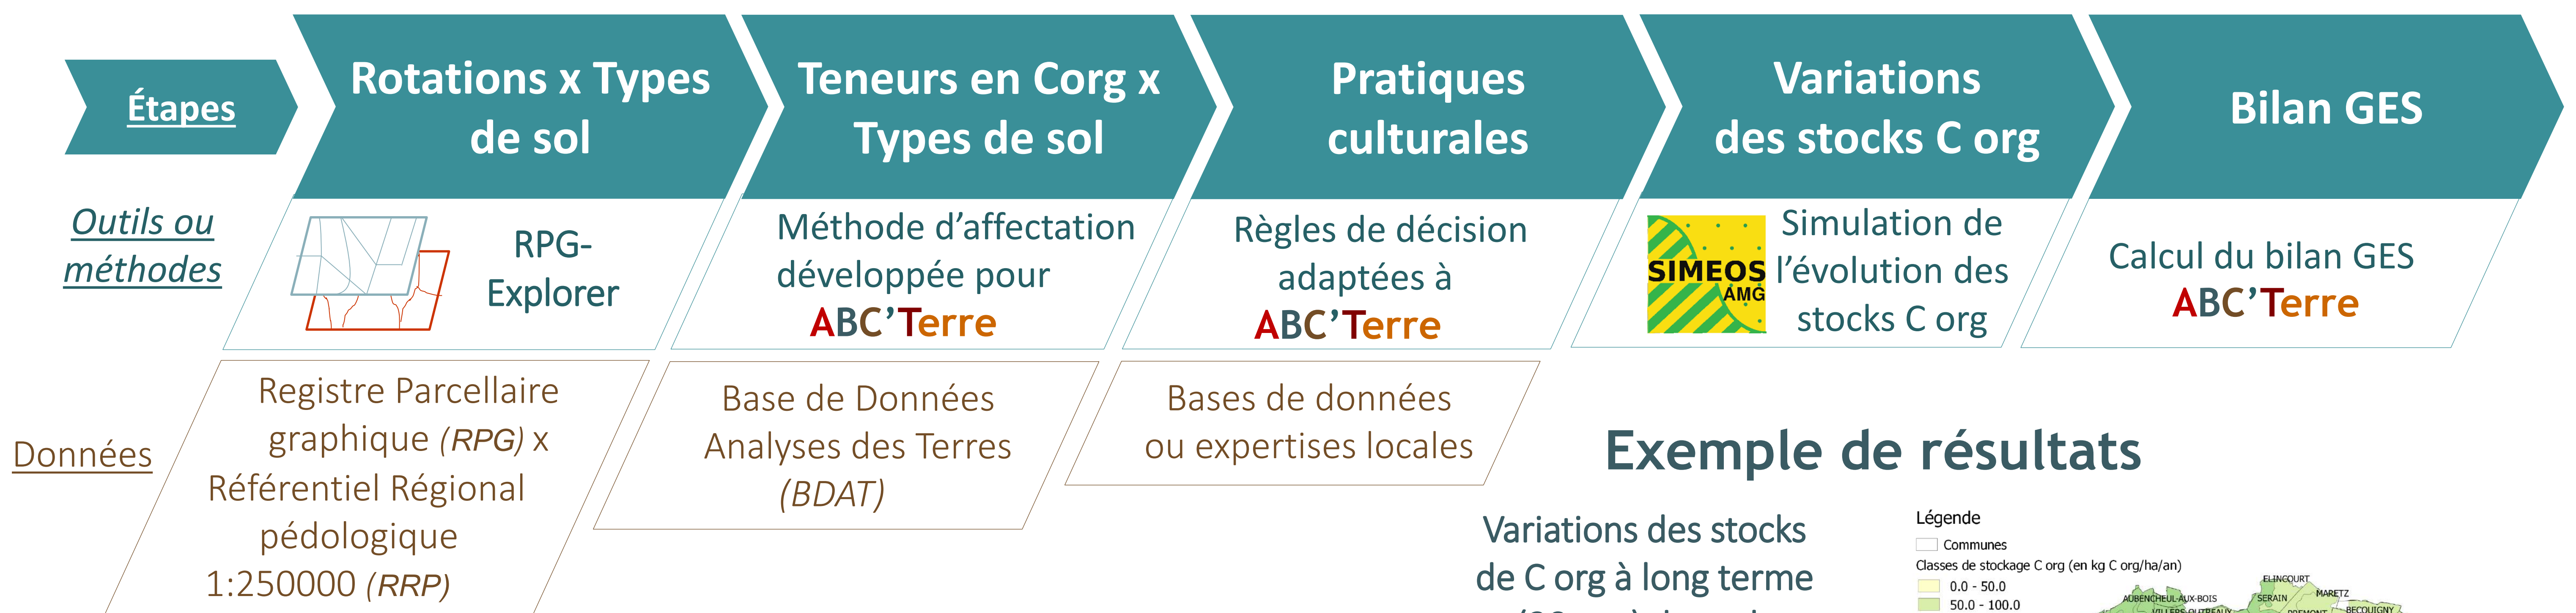 Étapes
Rotations x Types
de sol
Teneurs en Corg x
Types de sol
Pratiques
culturales
Variations
des stocks C org
Bilan GES
Outils ou
méthodes
RPG-
Explorer
Méthode d'affectation
développée pour
ABC'Terre
Règles de décision
adaptées à
ABC'Terre
SIMEOS
AMG
Simulation de
l'évolution des
stocks C org
Calcul du bilan GES
ABC'Terre
Données
Registre Parcellaire
graphique (RPG) x
Référentiel Régional
pédologique
1:250000 (RRP)
Base de Données
Analyses des Terres
(BDAT)
Bases de données
ou expertises locales
Exemple de résultats
Variations des stocks
de C org à long terme
Légende
Communes
Classes de stockage C org (en kg C org/ha/an)
0.0 - 50.0
50.0 - 100.0
ELINCOURT
MARETZ
AUBENCHEUL-AUX-BOIS
SERAIN
VILLERS-OUTREAUX
PREMONT
BECQUIGNY